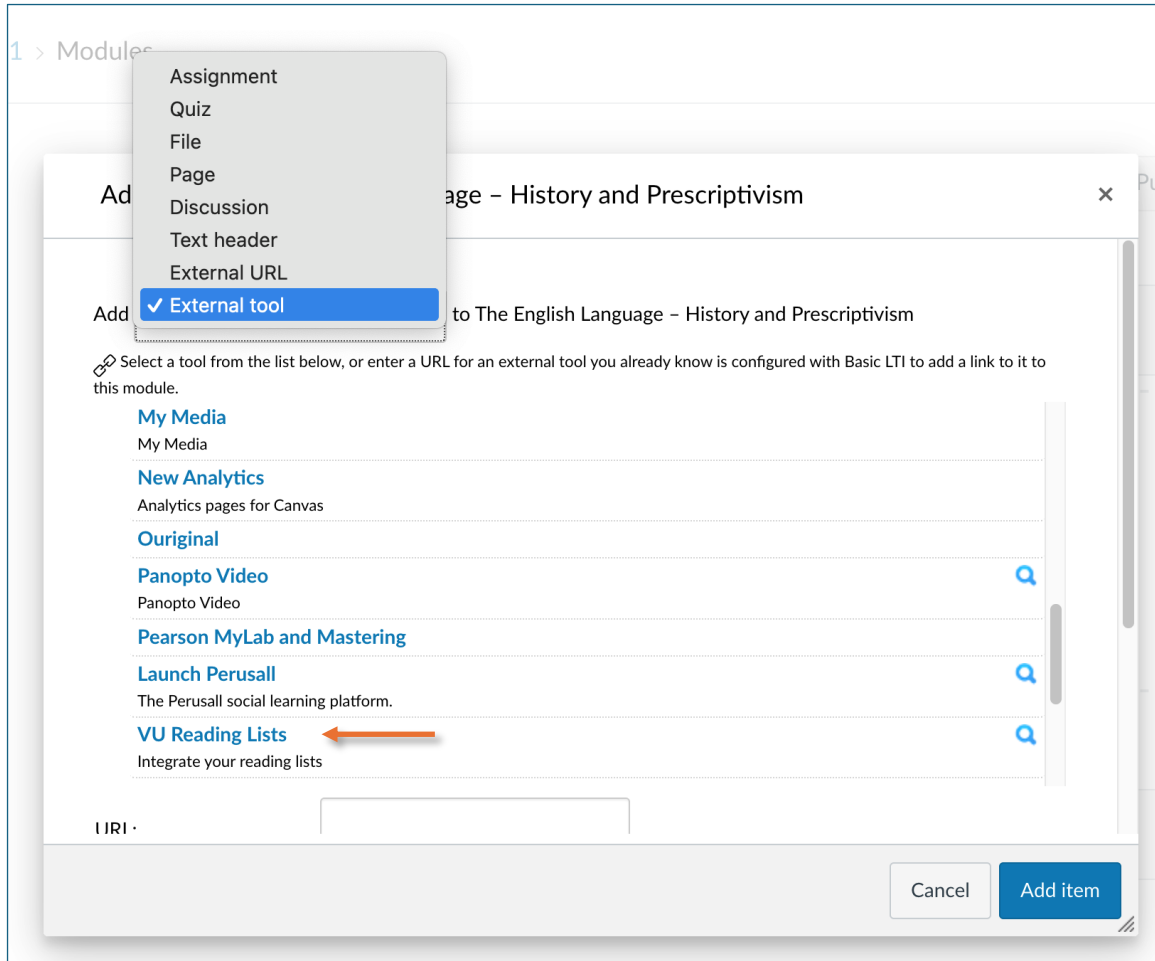 1 > Modules
Assignment
Quiz
File
Page
Discussion
Text header
External URL
✓ External tool
Ad age – History and Prescriptivism ×
Pu
Add to The English Language – History and Prescriptivism
Select a tool from the list below, or enter a URL for an external tool you already know is configured with Basic LTI to add a link to it to
this module.
My Media
My Media
New Analytics
Analytics pages for Canvas
Ouriginal
Panopto Video
Panopto Video
Pearson MyLab and Mastering
Launch Perusall
The Perusall social learning platform.
VU Reading Lists
Integrate your reading lists
URL:
Cancel
Add item